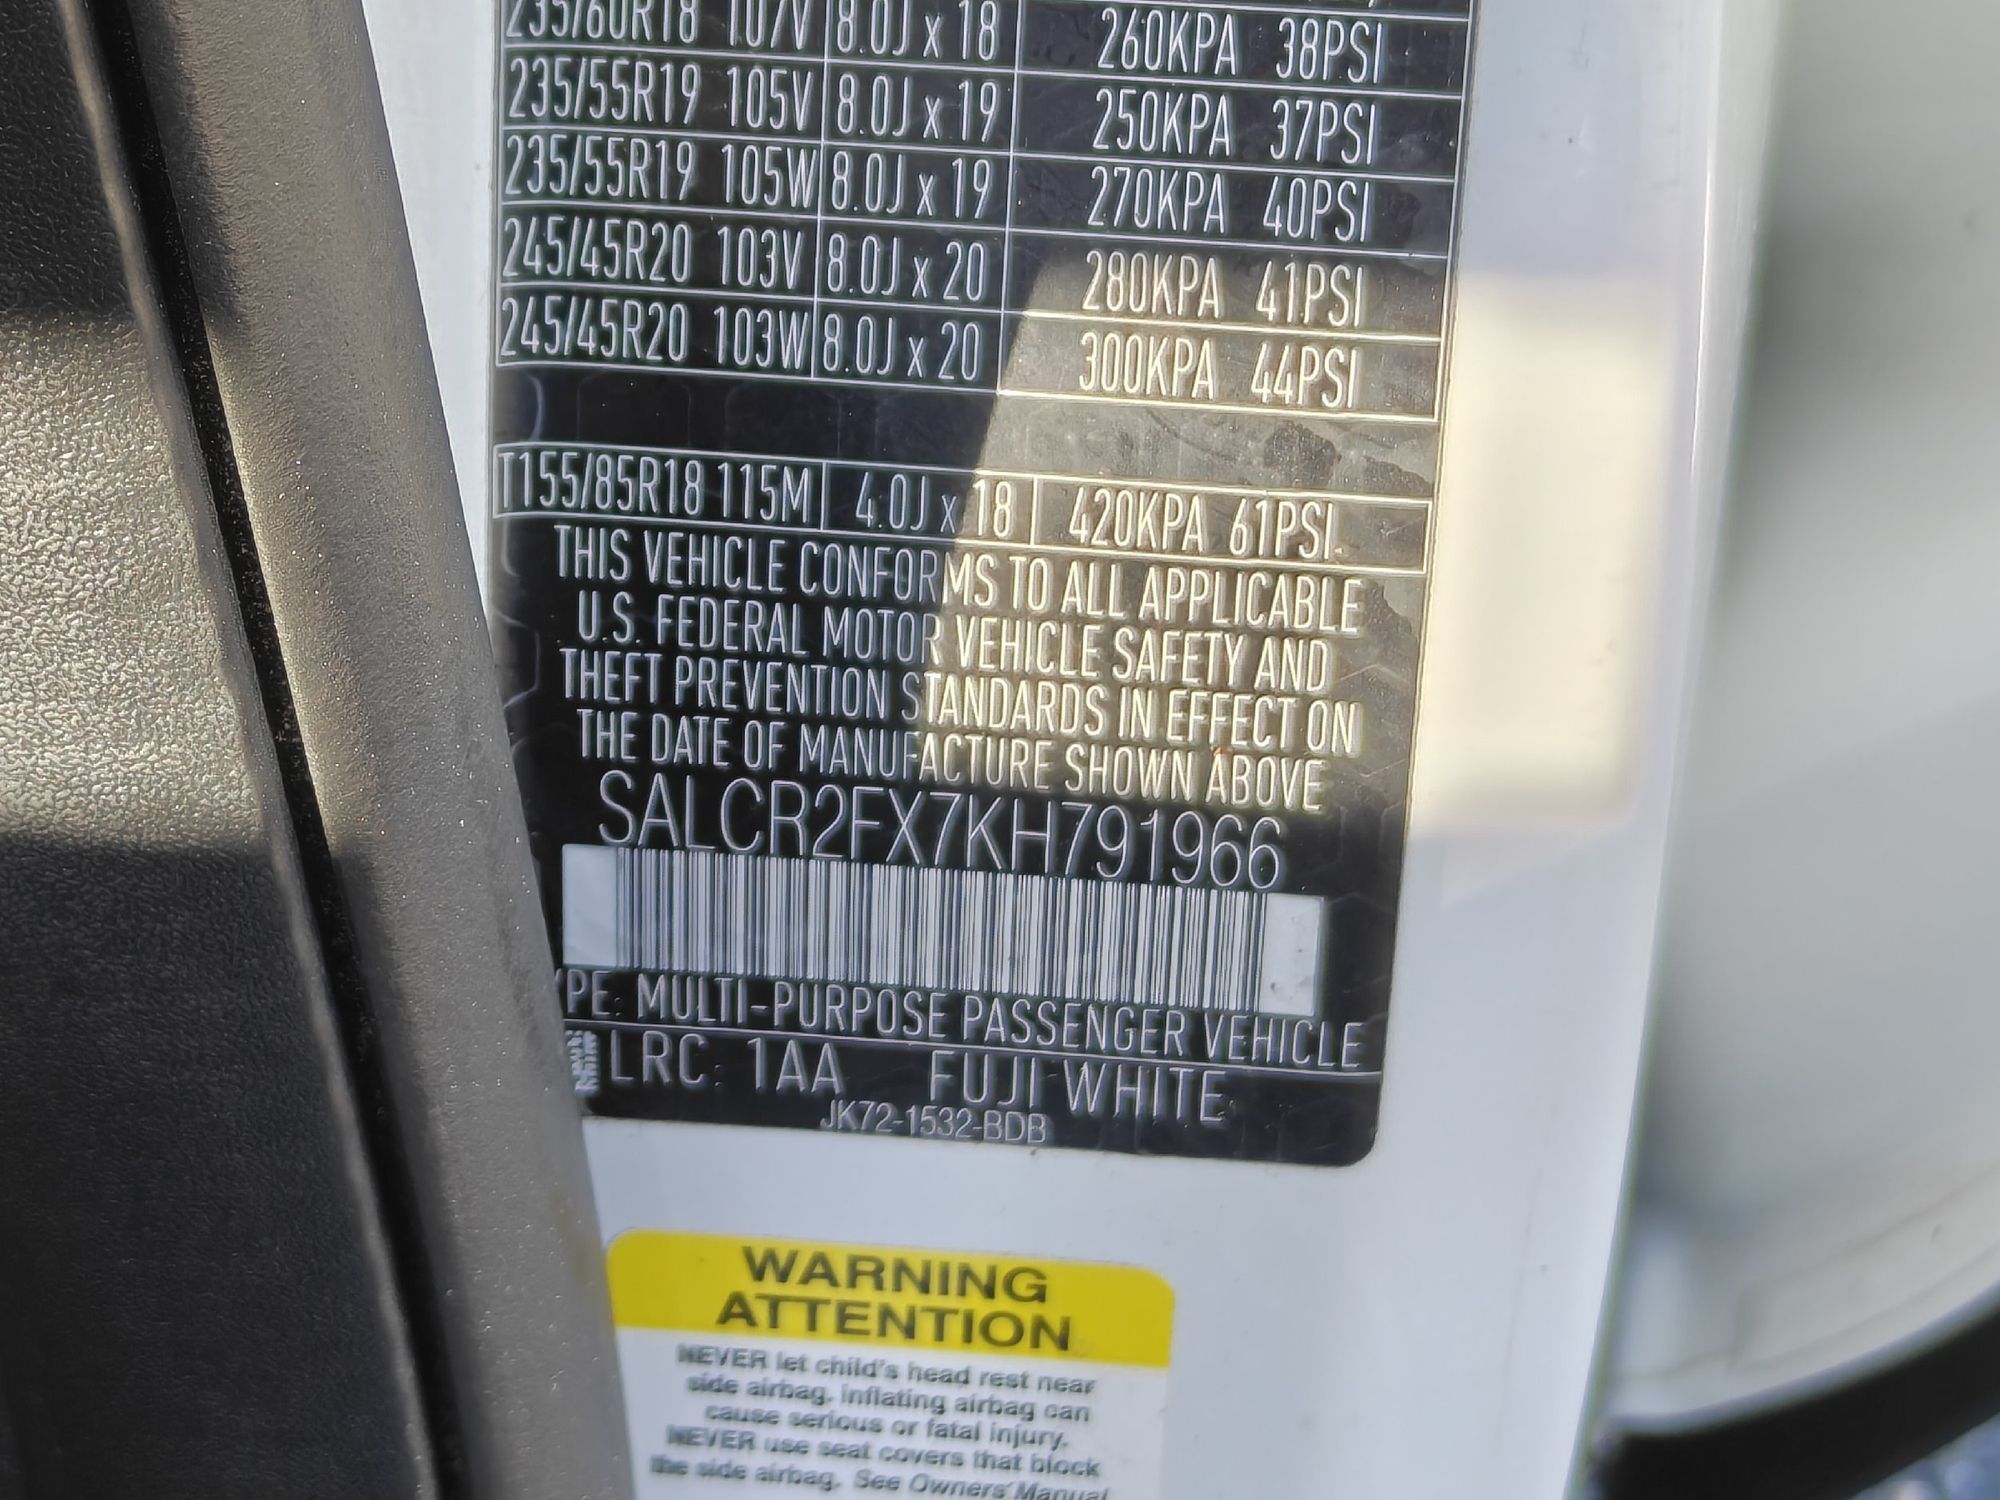 235/60R18 107V 8.0J x 18 260KPA 38PSI
235/55R19 105V 8.0J x 19 250KPA 37PSI
235/55R19 105W 8.0J x 19 270KPA 40PSI
245/45R20 103V 8.0J x 20 280KPA 41PSI
245/45R20 103W 8.0J x 20 300KPA 44PSI
T155/85R18 115M 4.0J x 18 420KPA 61PSI
THIS VEHICLE CONFORMS TO ALL APPLICABLE
U.S. FEDERAL MOTOR VEHICLE SAFETY AND
THEFT PREVENTION STANDARDS IN EFFECT ON
THE DATE OF MANUFACTURE SHOWN ABOVE
SALCR2FX7KH791966
YPE: MULTI-PURPOSE PASSENGER VEHICLE
LRC: 1AA FUJI WHITE
JK72-1532-BDB
WARNING
ATTENTION
NEVER let child's head rest near
side airbag. Inflating airbag can
cause serious or fatal injury.
NEVER use seat covers that block
the side airbag. See Owners' Manual